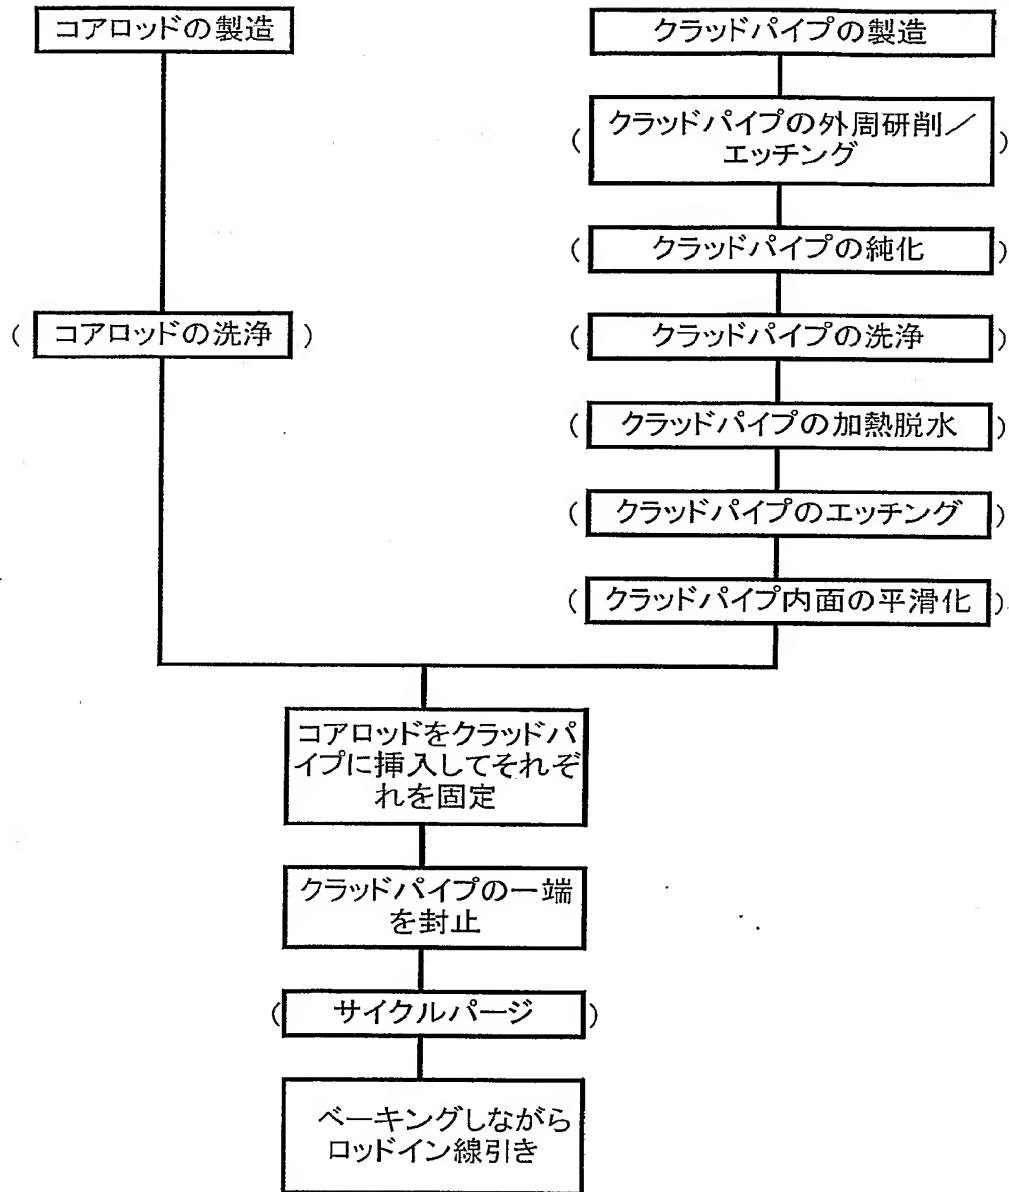 コアロッドの製造
クラッドパイプの製造
(クラッドパイプの外周研削/
エッチング)
(クラッドパイプの純化)
(コアロッドの洗浄)
(クラッドパイプの洗浄)
(クラッドパイプの加熱脱水)
(クラッドパイプのエッチング)
(クラッドパイプ内面の平滑化)
コアロッドをクラッドパ
イプに挿入してそれぞ
れを固定
クラッドパイプの一端
を封止
(サイクルパージ)
ベーキングしながら
ロッドイン線引き